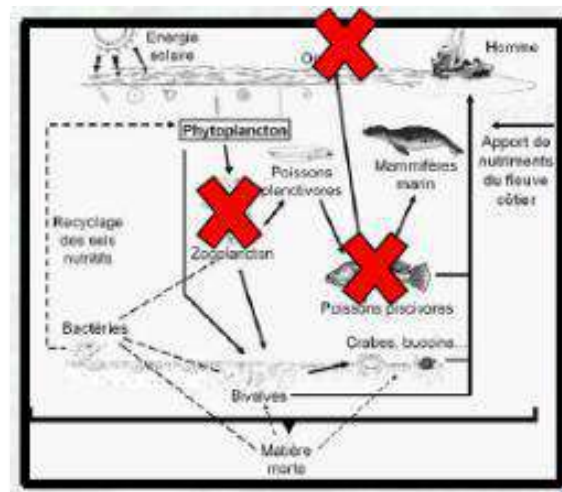 Energie
solaire
Homme
Phytoplancton
Poissons
planctivores
Mammifères
marin
Apport de
nutriments
du fleuve
côtier
Recyclage
des sels
nutritifs
Zooplancton
Poissons piscivores
Bactéries
Crabes, buccins
Bivalves
Matière
morte